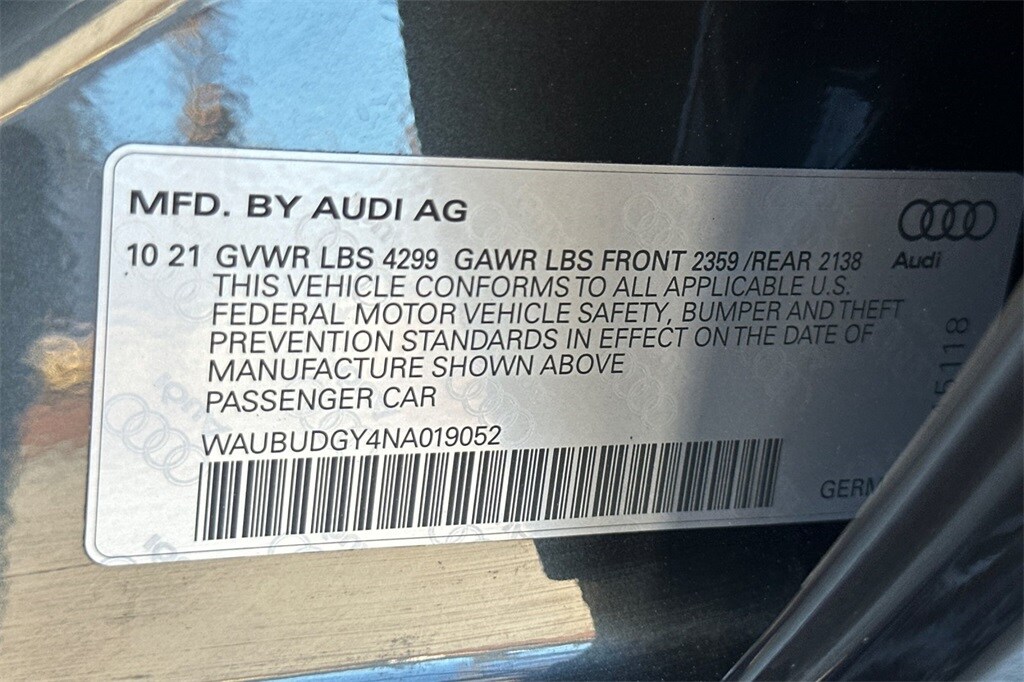 MFD. BY AUDI AG
10 21 GVWR LBS 4299 GAWR LBS FRONT 2359 /REAR 2138
Audi
THIS VEHICLE CONFORMS TO ALL APPLICABLE U.S.
FEDERAL MOTOR VEHICLE SAFETY, BUMPER AND THEFT
PREVENTION STANDARDS IN EFFECT ON THE DATE OF
MANUFACTURE SHOWN ABOVE
PASSENGER CAR
WAUBUDGY4NA019052